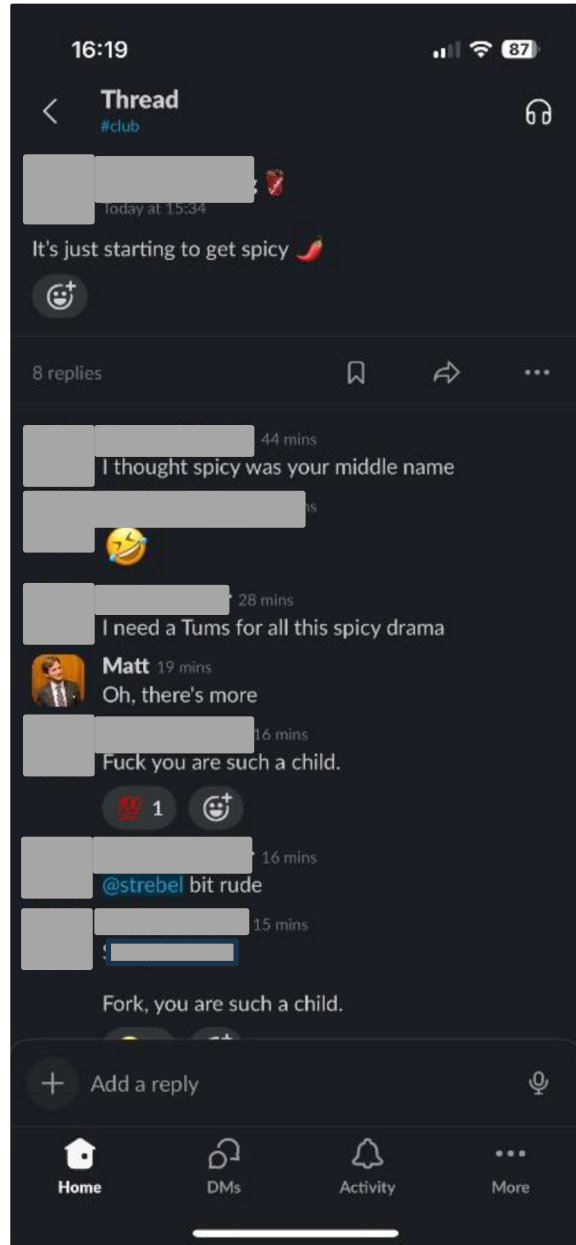 16:19
87
Thread
#club
Today at 15:34
It's just starting to get spicy 🌶️
8 replies
44 mins
I thought spicy was your middle name
🤣
28 mins
I need a Tums for all this spicy drama
Matt 19 mins
Oh, there's more
16 mins
Fuck you are such a child.
💯 1
16 mins
@strebel bit rude
15 mins
Fork, you are such a child.
Add a reply
Home
DMs
Activity
More